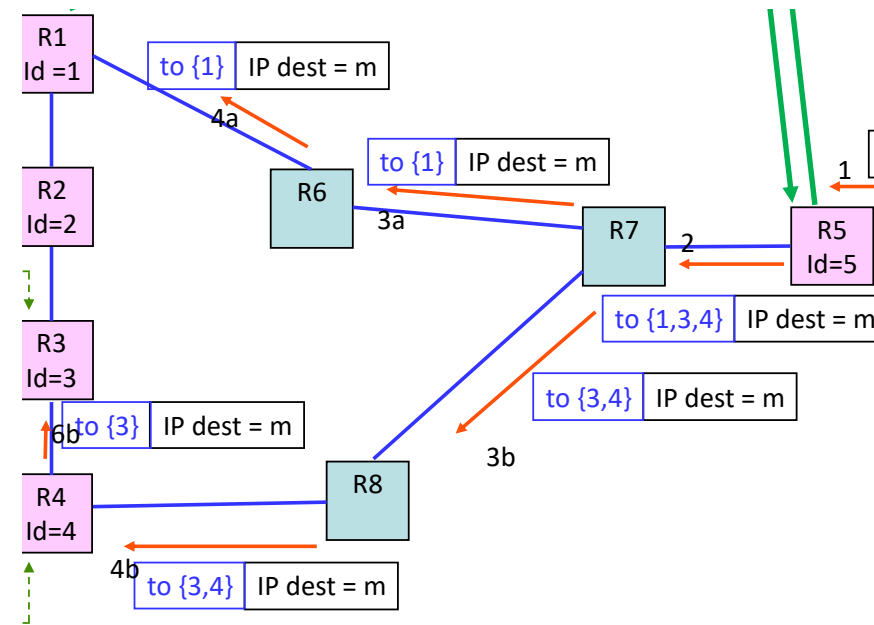 R1
Id =1
to {1} IP dest = m
4a
to {1} IP dest = m
1
R2
Id=2
R6
3a
R7
2
R5
Id=5
to {1,3,4} IP dest = m
R3
Id=3
to {3,4} IP dest = m
6b
to {3} IP dest = m
3b
R4
Id=4
R8
4b
to {3,4} IP dest = m